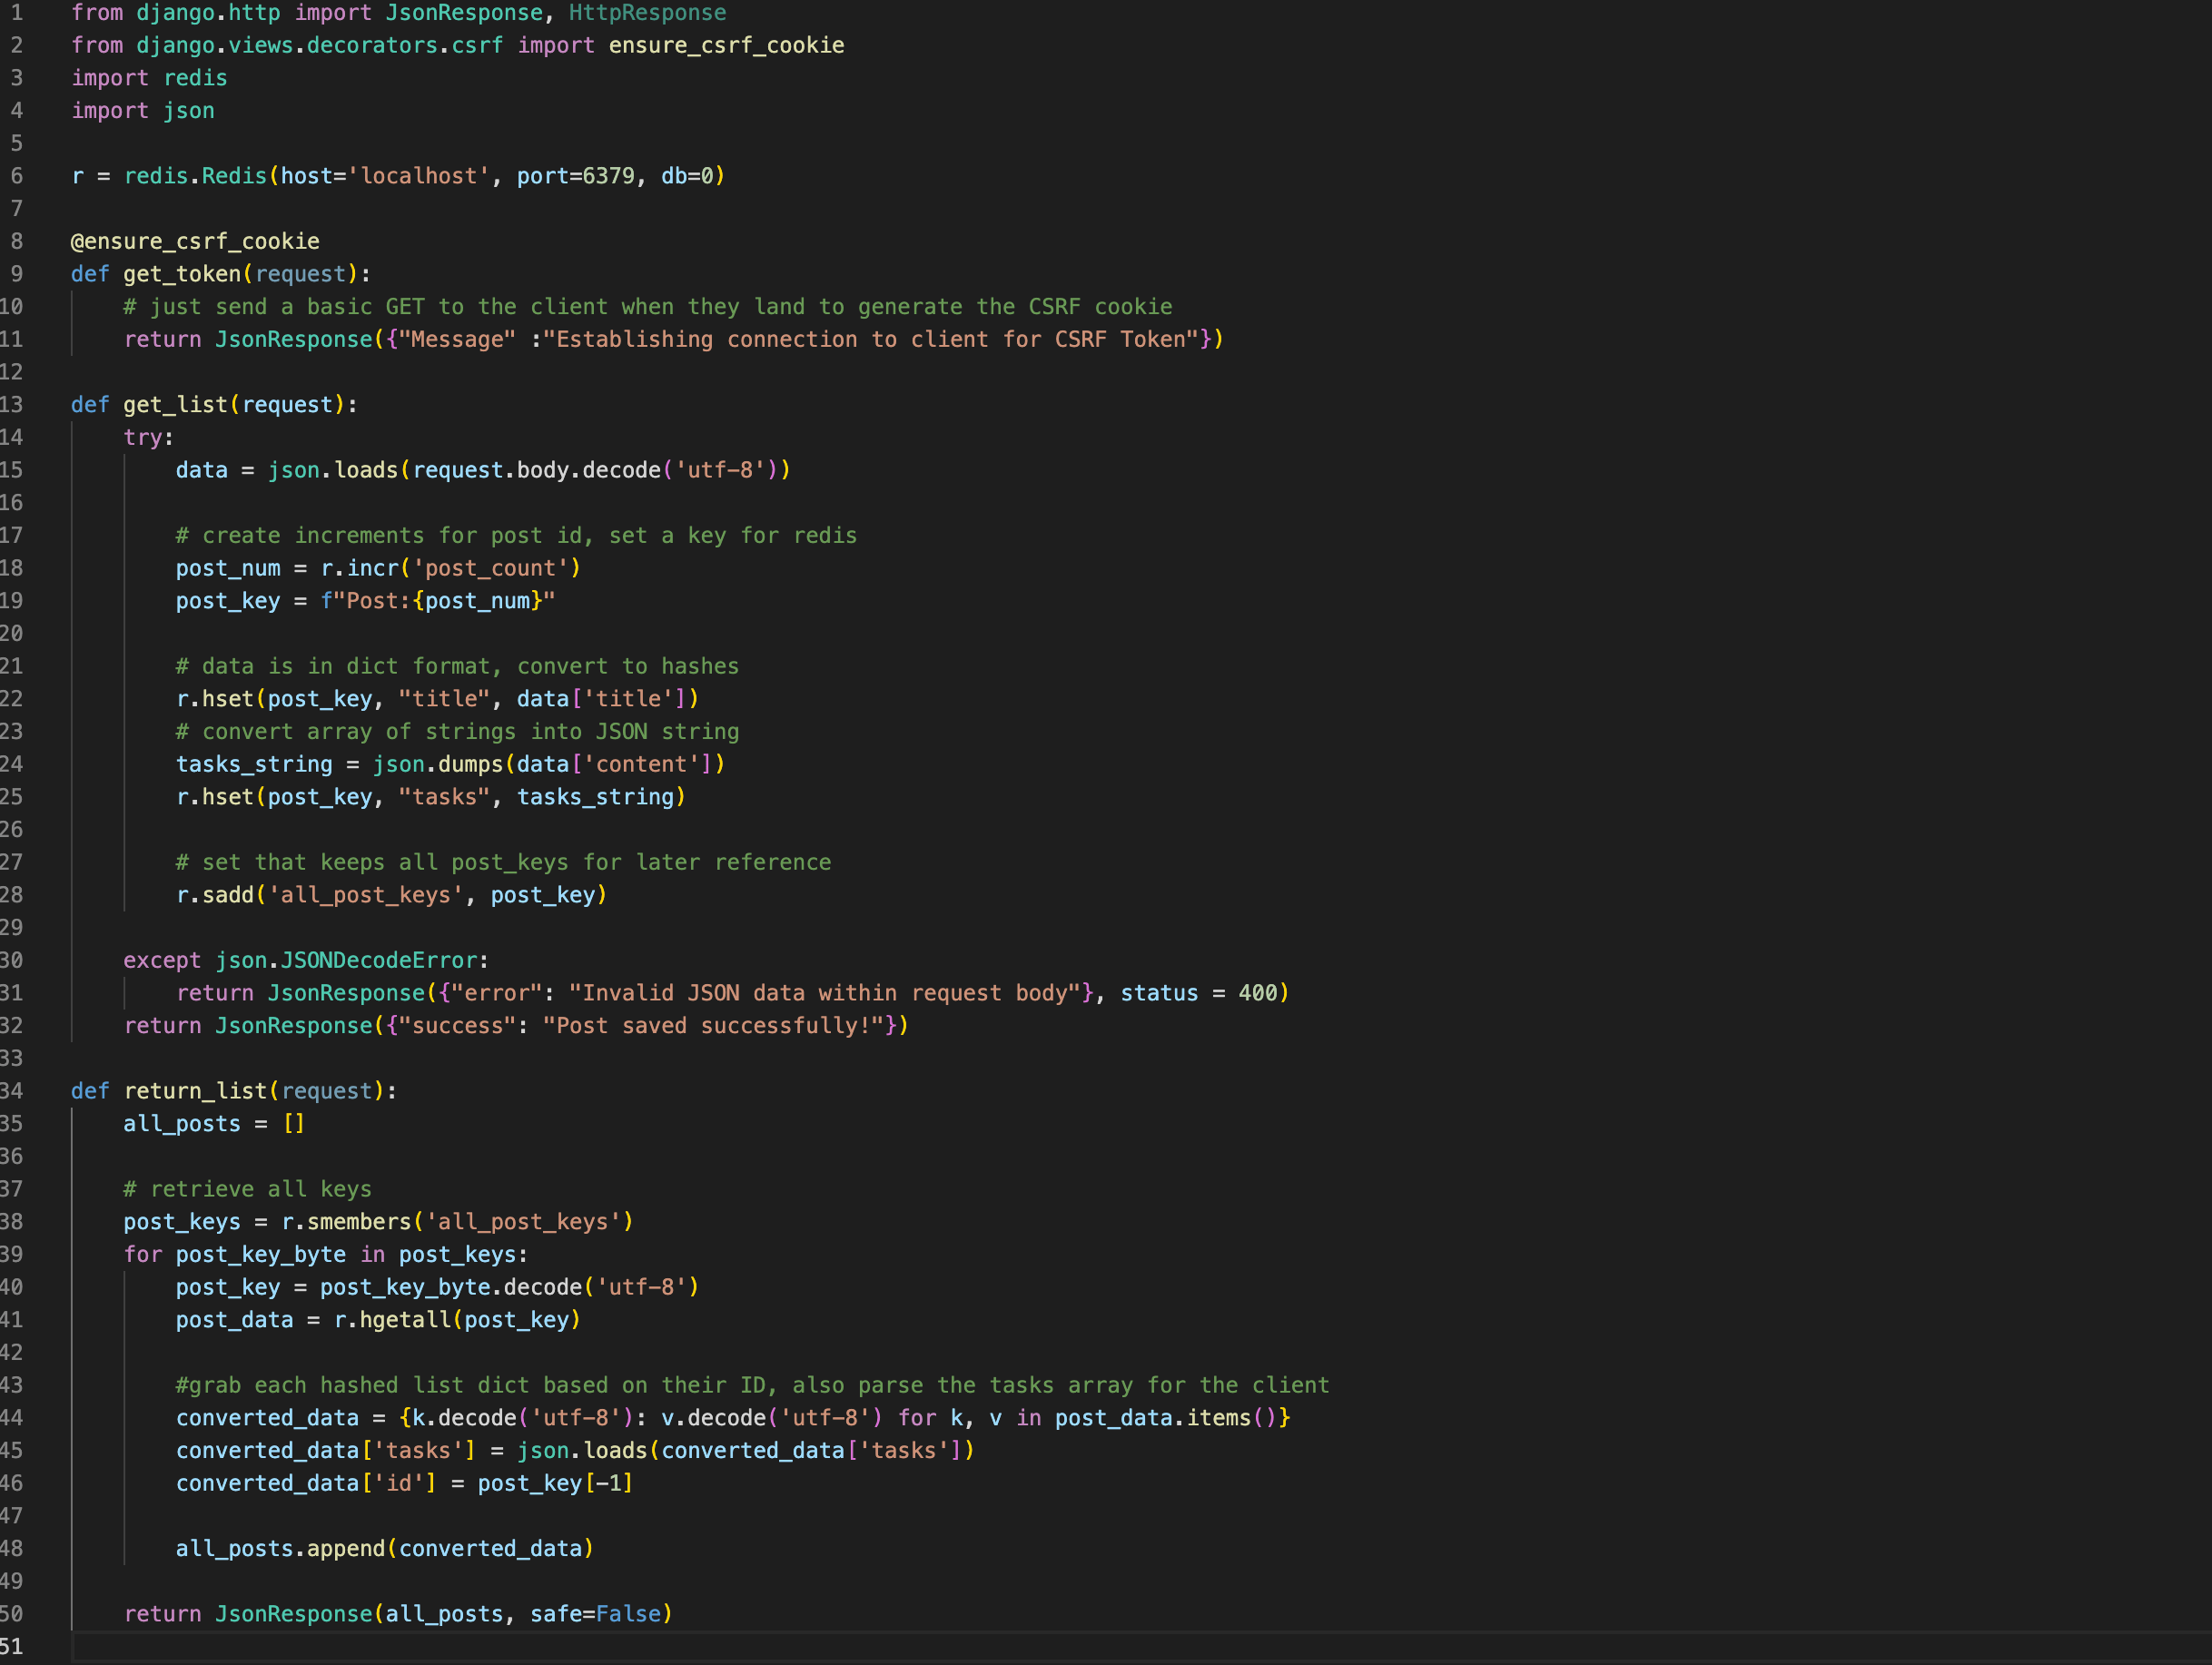 1 from django.http import JsonResponse, HttpResponse
2 from django.views.decorators.csrf import ensure_csrf_cookie
3 import redis
4 import json
5
6 r = redis.Redis(host='localhost', port=6379, db=0)
7
8 @ensure_csrf_cookie
9 def get_token(request):
10     # just send a basic GET to the client when they land to generate the CSRF cookie
11     return JsonResponse({"Message" :"Establishing connection to client for CSRF Token"})
12
13 def get_list(request):
14     try:
15         data = json.loads(request.body.decode('utf-8'))
16
17         # create increments for post id, set a key for redis
18         post_num = r.incr('post_count')
19         post_key = f"Post:{post_num}"
20
21         # data is in dict format, convert to hashes
22         r.hset(post_key, "title", data['title'])
23         # convert array of strings into JSON string
24         tasks_string = json.dumps(data['content'])
25         r.hset(post_key, "tasks", tasks_string)
26
27         # set that keeps all post_keys for later reference
28         r.sadd('all_post_keys', post_key)
29
30     except json.JSONDecodeError:
31         return JsonResponse({"error": "Invalid JSON data within request body"}, status = 400)
32     return JsonResponse({"success": "Post saved successfully!"})
33
34 def return_list(request):
35     all_posts = []
36
37     # retrieve all keys
38     post_keys = r.smembers('all_post_keys')
39     for post_key_byte in post_keys:
40         post_key = post_key_byte.decode('utf-8')
41         post_data = r.hgetall(post_key)
42
43         #grab each hashed list dict based on their ID, also parse the tasks array for the client
44         converted_data = {k.decode('utf-8'): v.decode('utf-8') for k, v in post_data.items()}
45         converted_data['tasks'] = json.loads(converted_data['tasks'])
46         converted_data['id'] = post_key[-1]
47
48         all_posts.append(converted_data)
49
50     return JsonResponse(all_posts, safe=False)
51